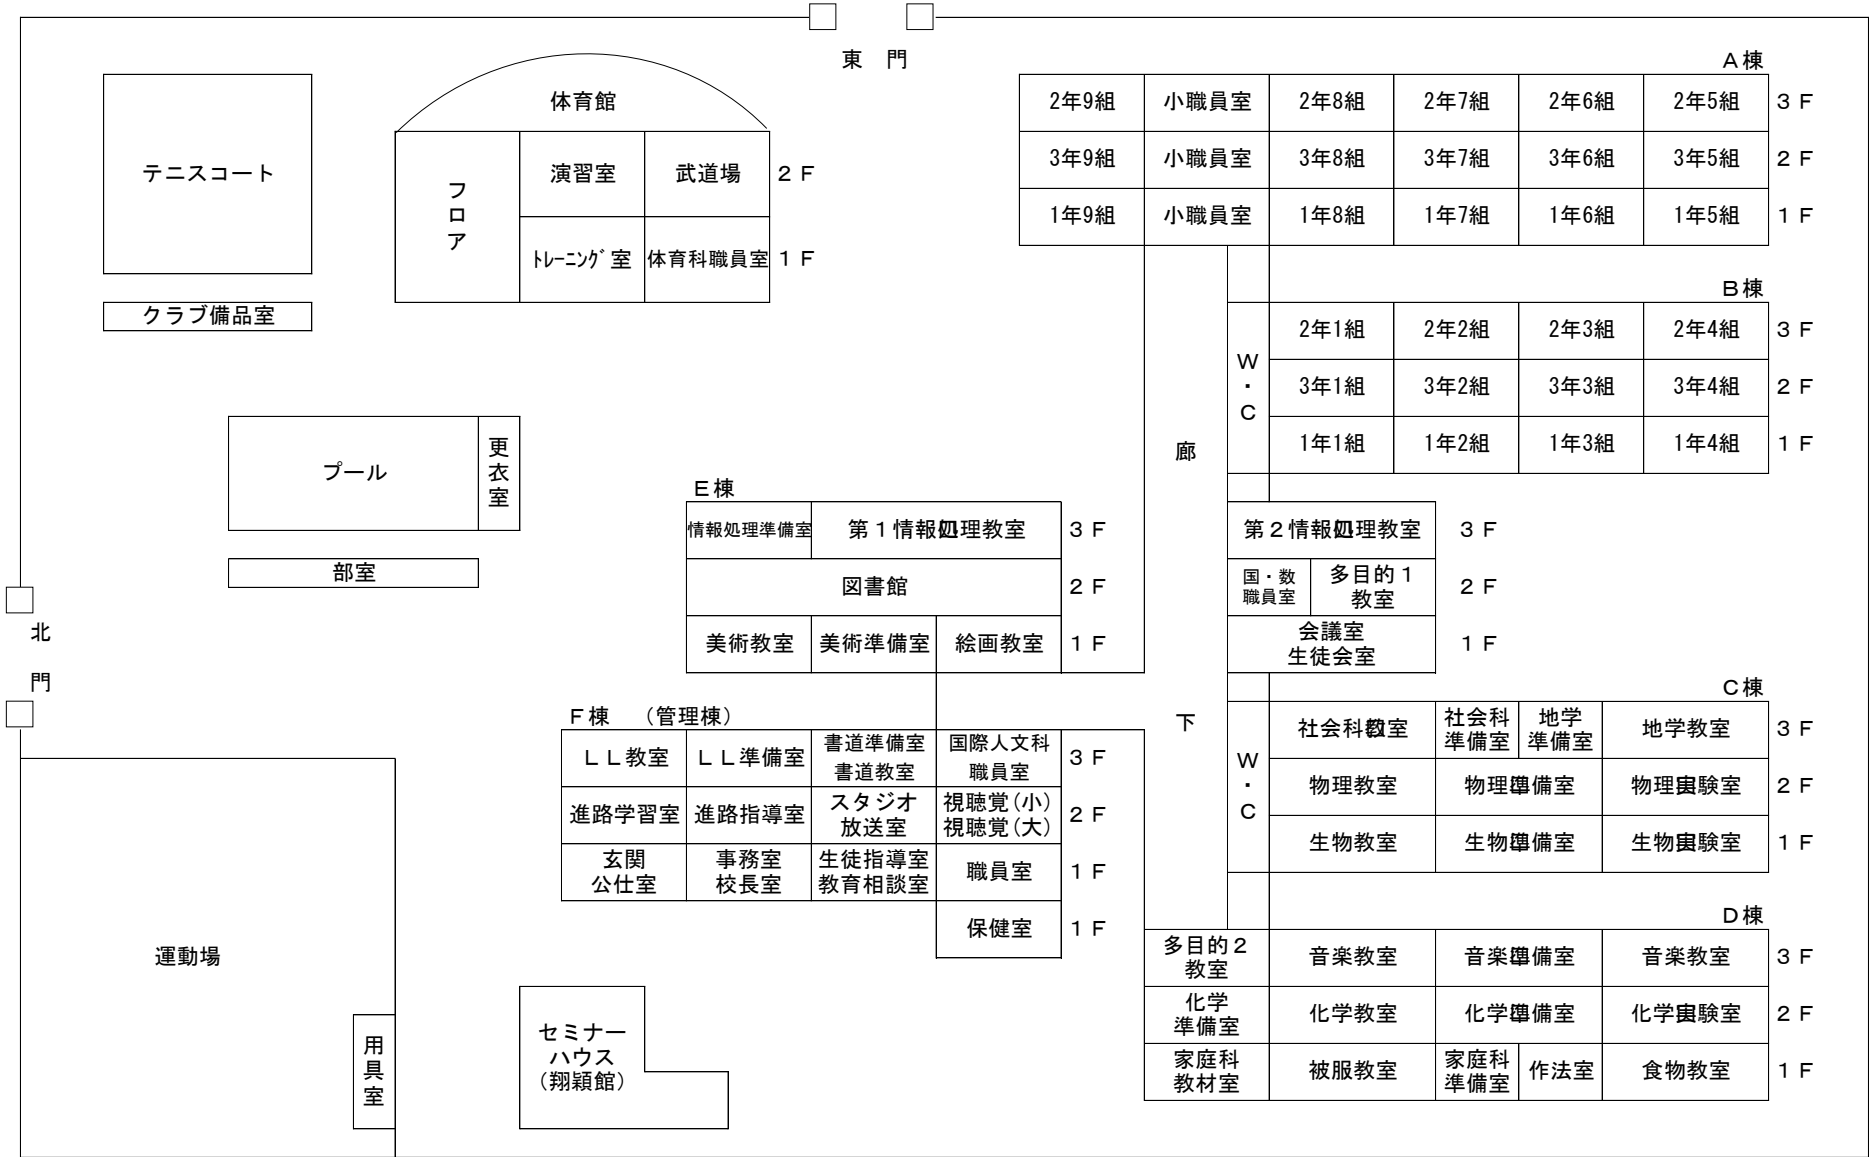 東 門
テニスコート
クラブ備品室
体育館
フロア
演習室 武道場 2F
トレーニング室 体育科職員室 1F
A棟
2年9組 小職員室 2年8組 2年7組 2年6組 2年5組 3F
3年9組 小職員室 3年8組 3年7組 3年6組 3年5組 2F
1年9組 小職員室 1年8組 1年7組 1年6組 1年5組 1F
B棟
W・C
2年1組 2年2組 2年3組 2年4組 3F
3年1組 3年2組 3年3組 3年4組 2F
1年1組 1年2組 1年3組 1年4組 1F
プール
更衣室
部室
北
門
廊
下
E棟
情報処理準備室 第1情報処理教室 3F
図書館 2F
美術教室 美術準備室 絵画教室 1F
第2情報処理教室 3F
国・数
職員室
多目的1
教室
2F
会議室
生徒会室
1F
F棟 (管理棟)
LL教室 LL準備室
書道準備室
書道教室
国際人文科
職員室
3F
進路学習室 進路指導室
スタジオ
放送室
視聴覚(小)
視聴覚(大)
2F
玄関
公仕室
事務室
校長室
生徒指導室
教育相談室
職員室 1F
保健室 1F
C棟
W・C
社会科教室
社会科
準備室
地学
準備室
地学教室 3F
物理教室 物理準備室 物理実験室 2F
生物教室 生物準備室 生物実験室 1F
D棟
多目的2
教室
音楽教室 音楽準備室 音楽教室 3F
化学
準備室
化学教室 化学準備室 化学実験室 2F
家庭科
教材室
被服教室
家庭科
準備室
作法室 食物教室 1F
運動場
用具室
セミナー
ハウス
(翔穎館)